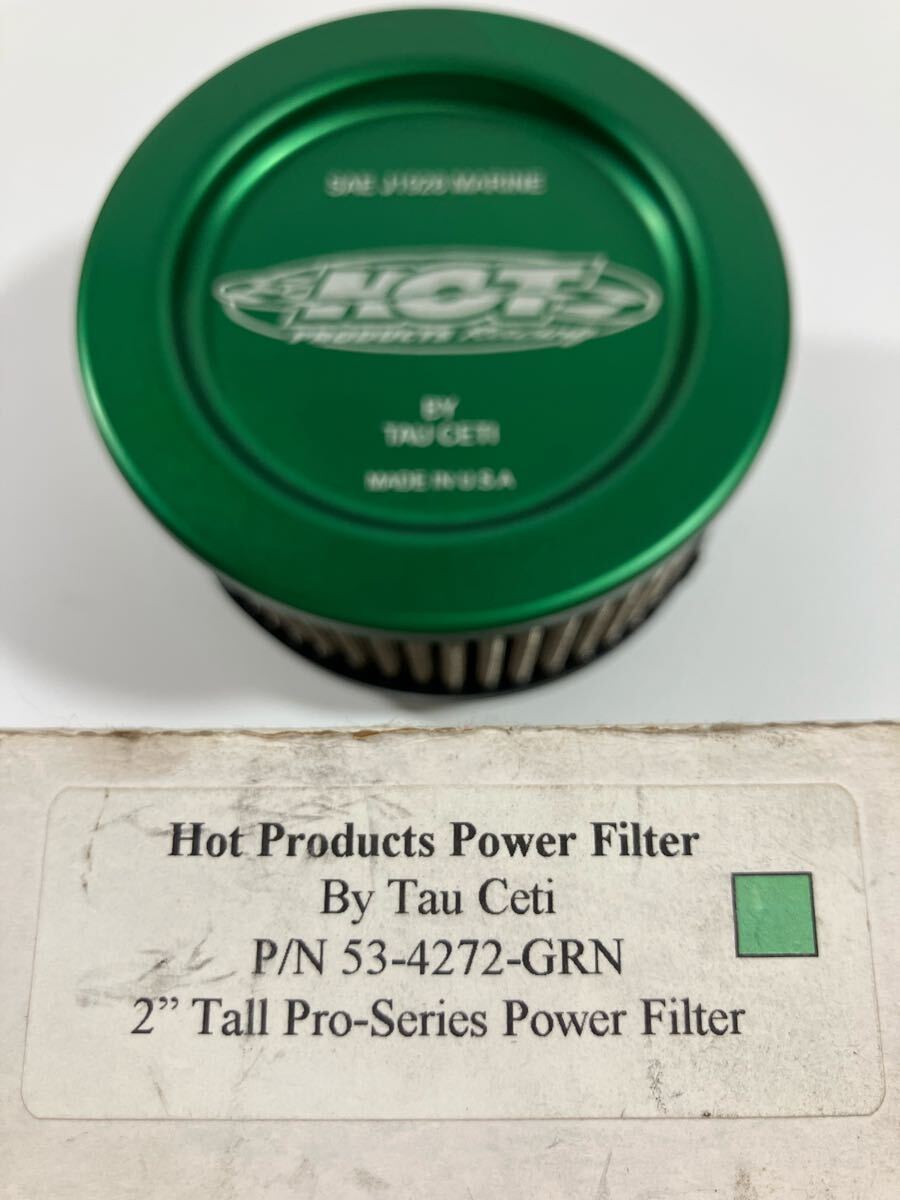 SAE J1928 MARINE
HOT
PRODUCTS Racing
BY
TAU CETI
MADE IN U.S.A
Hot Products Power Filter
By Tau Ceti
P/N 53-4272-GRN
2” Tall Pro-Series Power Filter